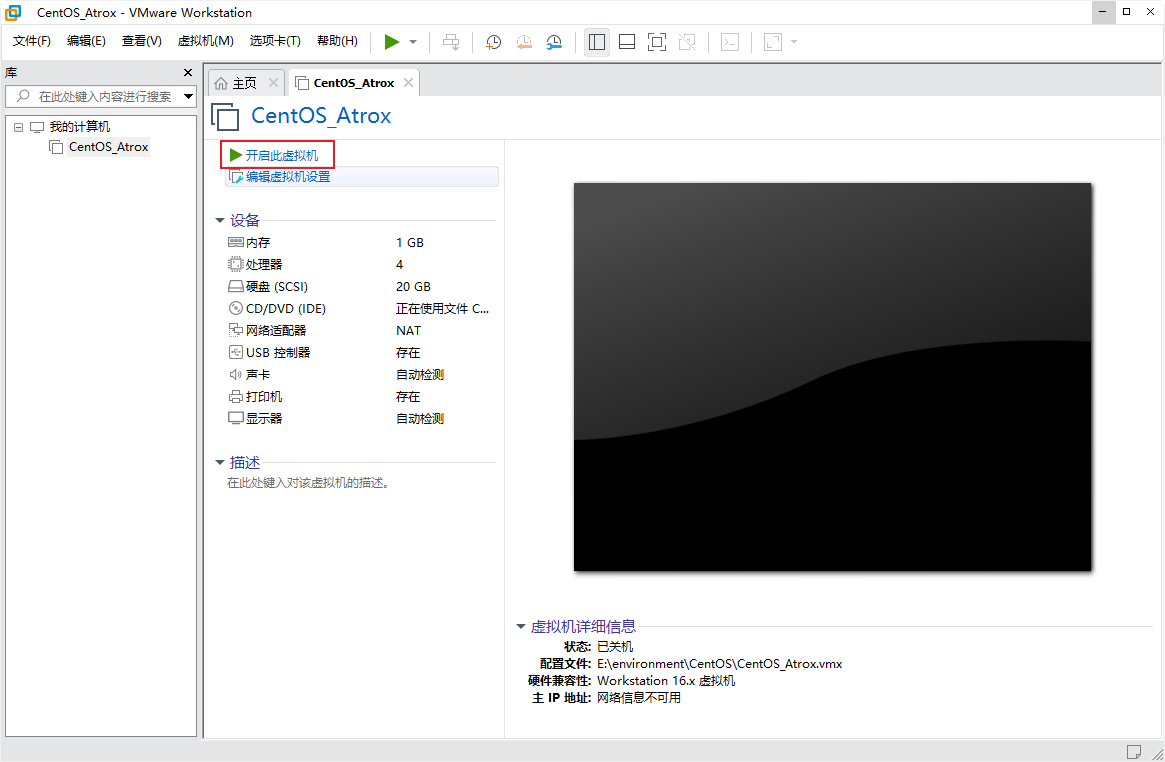 CentOS_Atrox - VMware Workstation
文件(F) 编辑(E) 查看(V) 虚拟机(M) 选项卡(T) 帮助(H)
库
在此处键入内容进行搜索
我的计算机
CentOS_Atrox
主页
CentOS_Atrox
CentOS_Atrox
开启此虚拟机
编辑虚拟机设置
设备
内存 1 GB
处理器 4
硬盘 (SCSI) 20 GB
CD/DVD (IDE) 正在使用文件 C...
网络适配器 NAT
USB 控制器 存在
声卡 自动检测
打印机 存在
显示器 自动检测
描述
在此处键入对该虚拟机的描述。
虚拟机详细信息
状态: 已关机
配置文件: E:\environment\CentOS\CentOS_Atrox.vmx
硬件兼容性: Workstation 16.x 虚拟机
主 IP 地址: 网络信息不可用